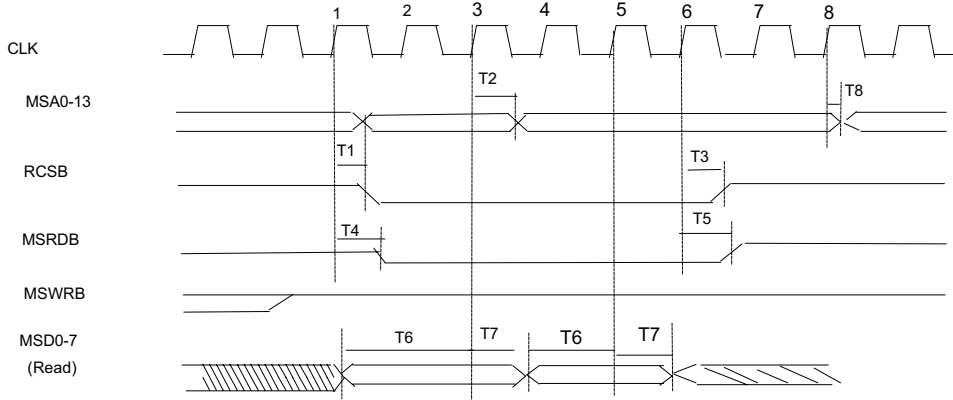 1 2 3 4 5 6 7 8
CLK
T2
T8
MSA0-13
T1
T3
RCSB
T4
T5
MSRDB
MSWRB
MSD0-7
(Read)
T6 T7 T6 T7